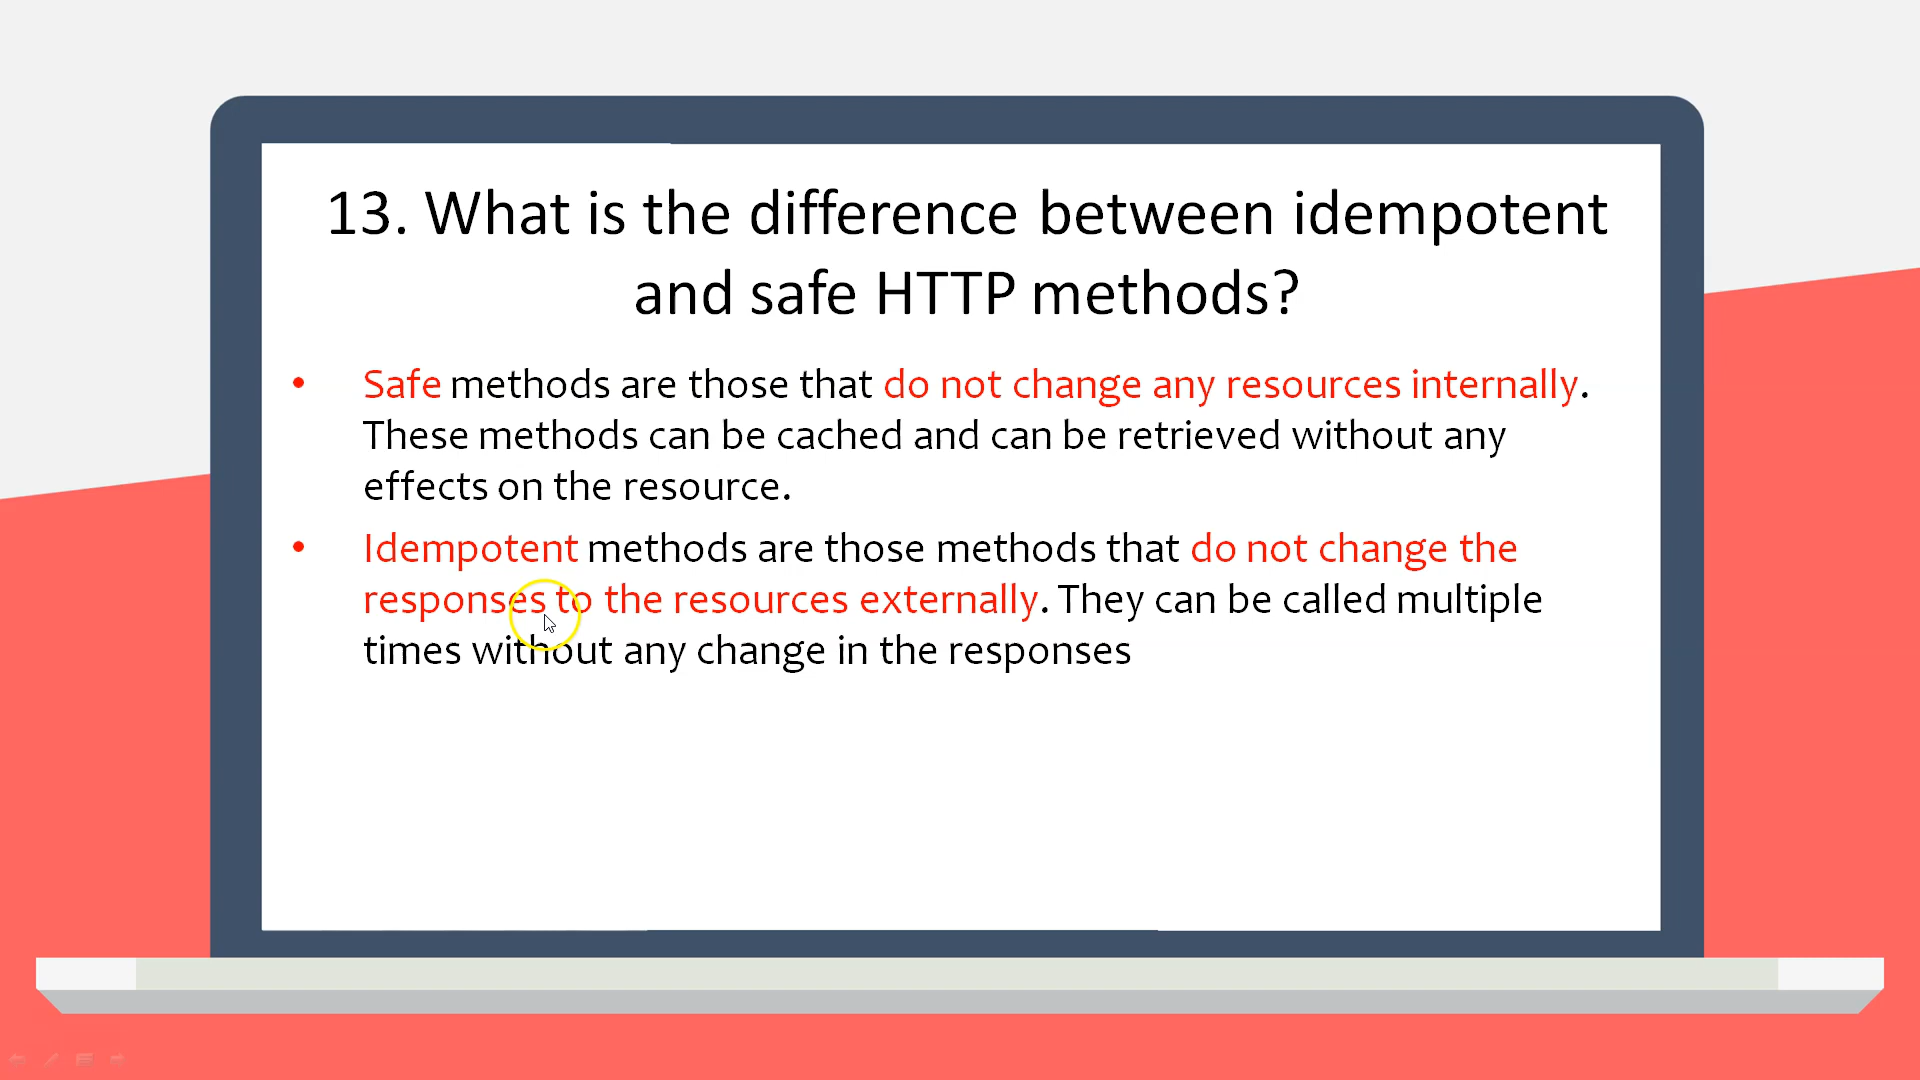 13. What is the difference between idempotent
and safe HTTP methods?
• Safe methods are those that do not change any resources internally.
These methods can be cached and can be retrieved without any
effects on the resource.
• Idempotent methods are those methods that do not change the
responses to the resources externally. They can be called multiple
times without any change in the responses